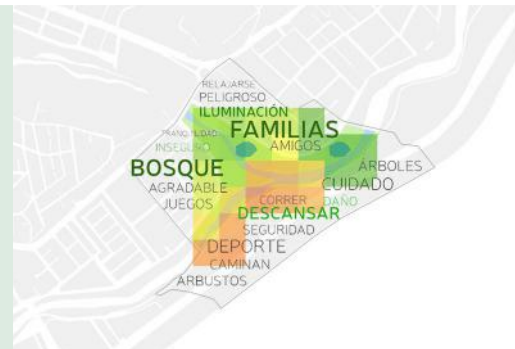 RELAJARSE
PELIGROSO
ILUMINACIÓN
TRANQUILIDAD
FAMILIAS
INSEGURO
AMIGOS
BOSQUE
ARBOLES
AGRADABLE
CUIDADO
JUEGOS
CORRER
DAÑO
DESCANSAR
SEGURIDAD
DEPORTE
CAMINAN
ARBUSTOS